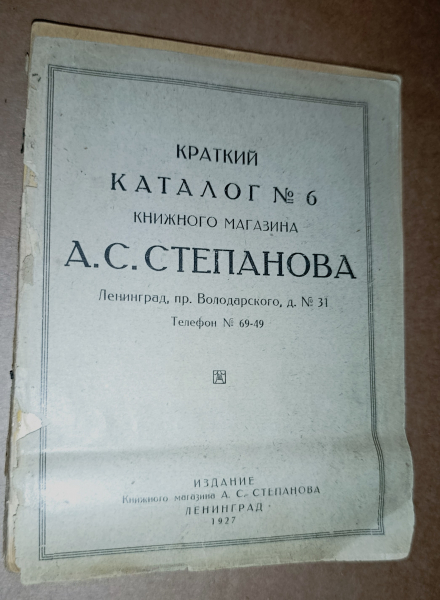 КРАТКИЙ
КАТАЛОГ № 6
КНИЖНОГО МАГАЗИНА
А.С.СТЕПАНОВА
Ленинград, пр. Володарского, д. № 31
Телефон № 69-49
ИЗДАНИЕ
Книжного магазина А. С. СТЕПАНОВА
ЛЕНИНГРАД
1927